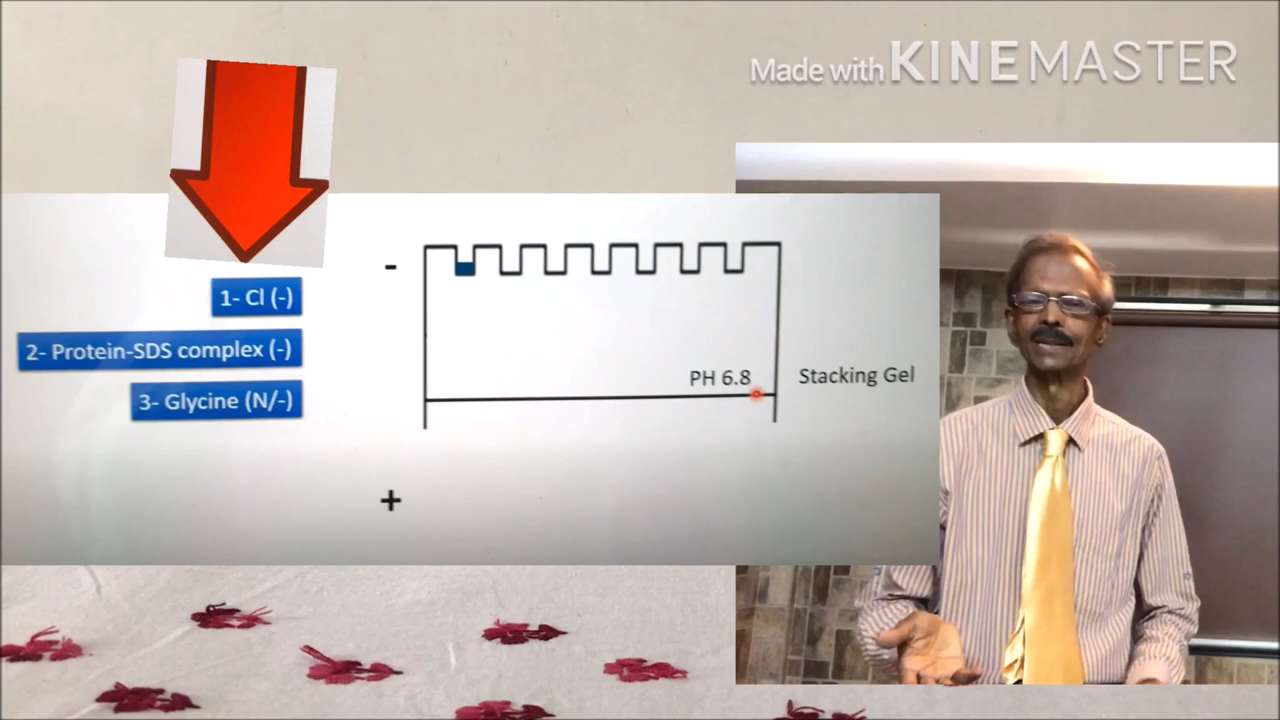 Made with KINEMASTER
-
1- Cl (-)
2- Protein-SDS complex (-)
3- Glycine (N/-)
PH 6.8
Stacking Gel
+